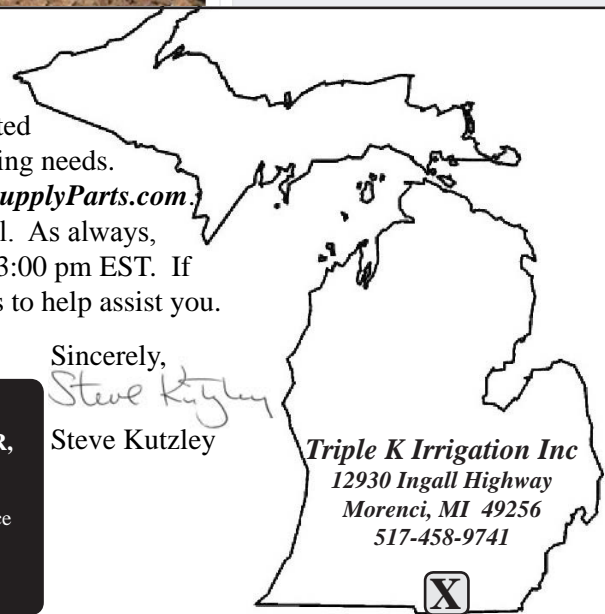 ted
ing needs.
upplyParts.com.
l. As always,
3:00 pm EST. If
s to help assist you.
Sincerely,
Steve Kutzley
Steve Kutzley
R,
ce
Triple K Irrigation Inc
12930 Ingall Highway
Morenci, MI 49256
517-458-9741
X